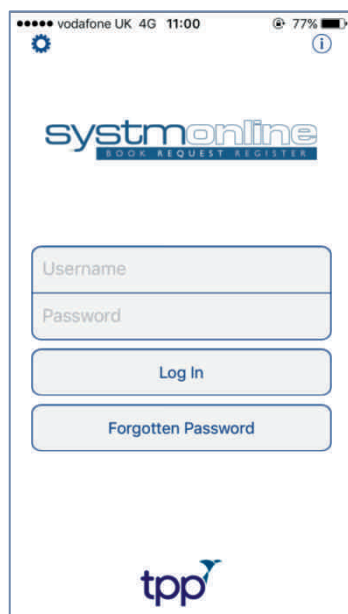 vodafone UK 4G 11:00 77%
systmonline
BOOK REQUEST REGISTER
Username
Password
Log In
Forgotten Password
tpp